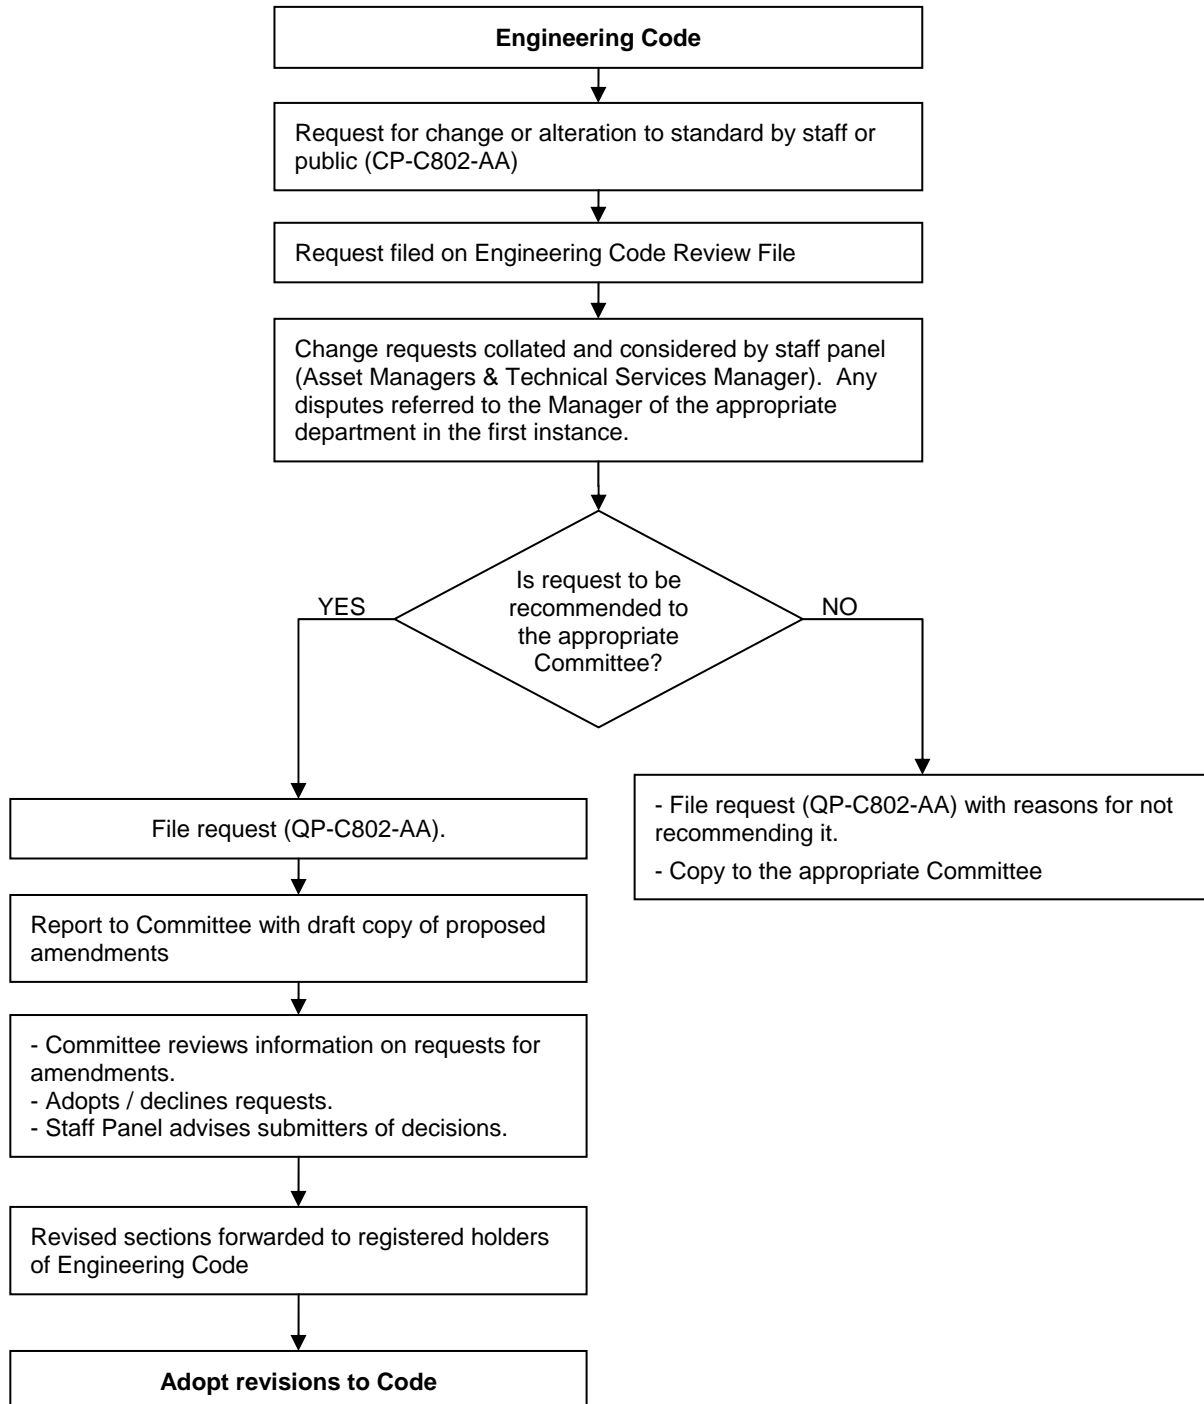 Engineering Code
Request for change or alteration to standard by staff or
public (CP-C802-AA)
Request filed on Engineering Code Review File
Change requests collated and considered by staff panel
(Asset Managers & Technical Services Manager).  Any
disputes referred to the Manager of the appropriate
department in the first instance.
Is request to be
recommended to
the appropriate
Committee?
YES
NO
File request (QP-C802-AA).
- File request (QP-C802-AA) with reasons for not
recommending it.
- Copy to the appropriate Committee
Report to Committee with draft copy of proposed
amendments
- Committee reviews information on requests for
amendments.
- Adopts / declines requests.
- Staff Panel advises submitters of decisions.
Revised sections forwarded to registered holders
of Engineering Code
Adopt revisions to Code